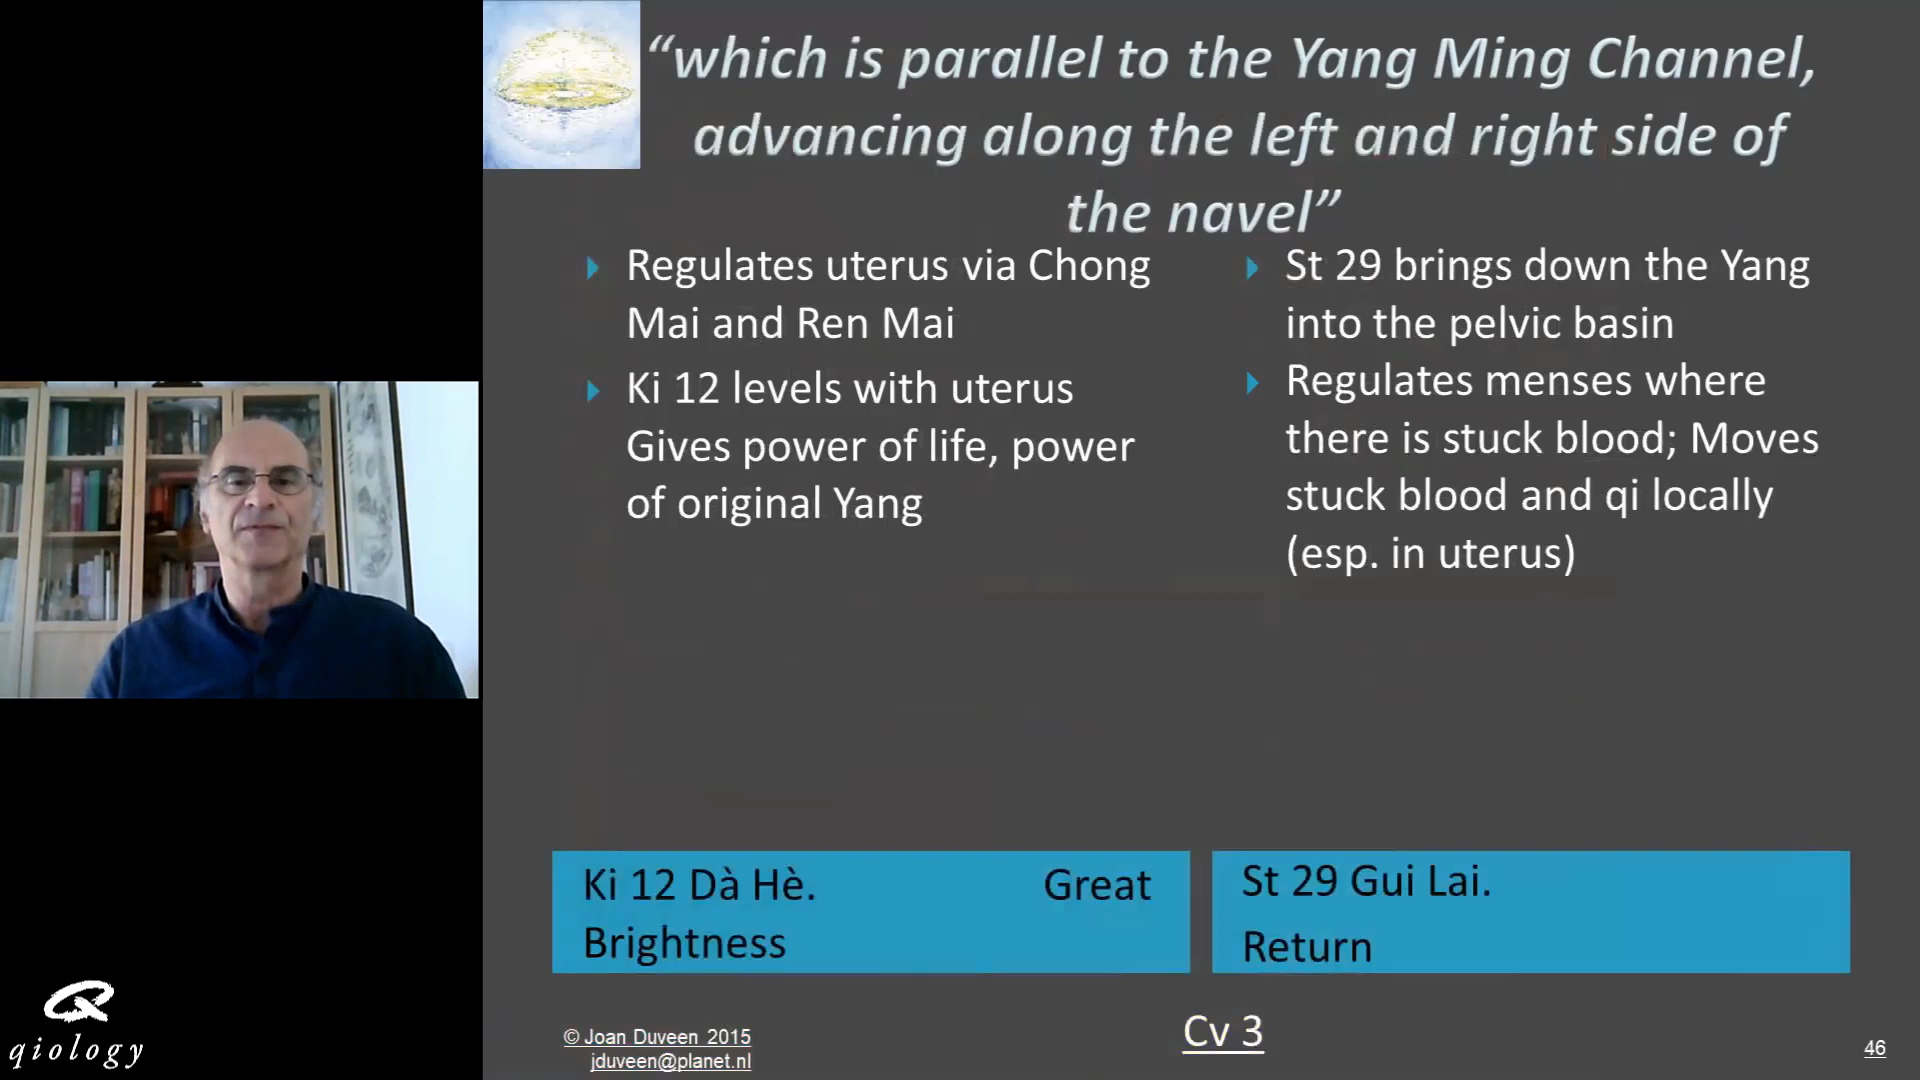 “which is parallel to the Yang Ming Channel,
advancing along the left and right side of
the navel”
Regulates uterus via Chong
Mai and Ren Mai
Ki 12 levels with uterus
Gives power of life, power
of original Yang
St 29 brings down the Yang
into the pelvic basin
Regulates menses where
there is stuck blood; Moves
stuck blood and qi locally
(esp. in uterus)
Ki 12 Dà Hè. Great
Brightness
St 29 Gui Lai.
Return
qiology
© Joan Duveen 2015
jduveen@planet.nl
Cv 3
46